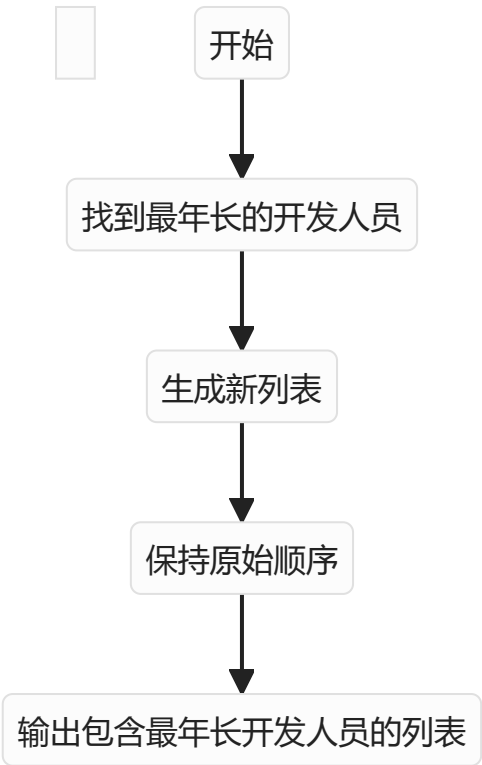 开始
找到最年长的开发人员
生成新列表
保持原始顺序
输出包含最年长开发人员的列表